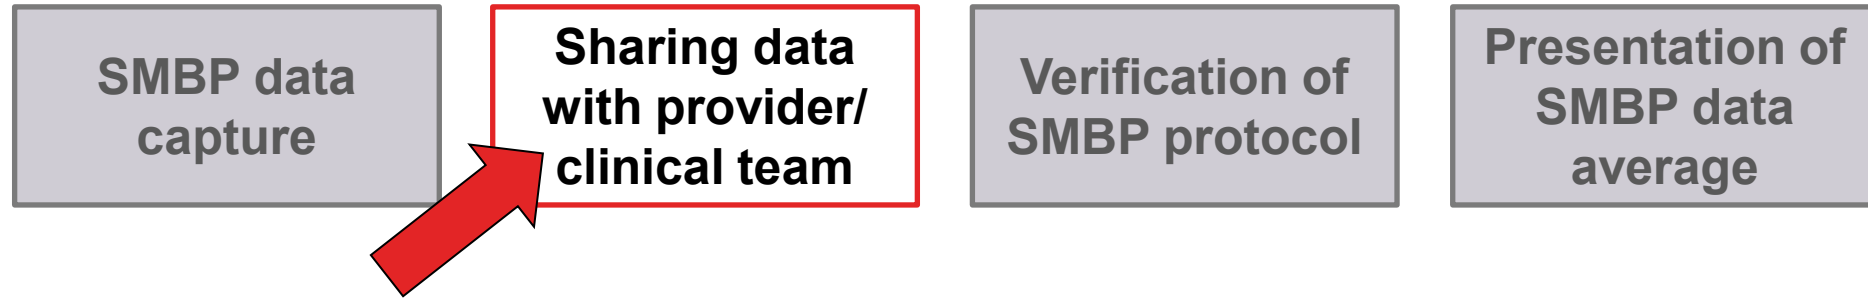 SMBP data
capture
Sharing data
with provider/
clinical team
Verification of
SMBP protocol
Presentation of
SMBP data
average